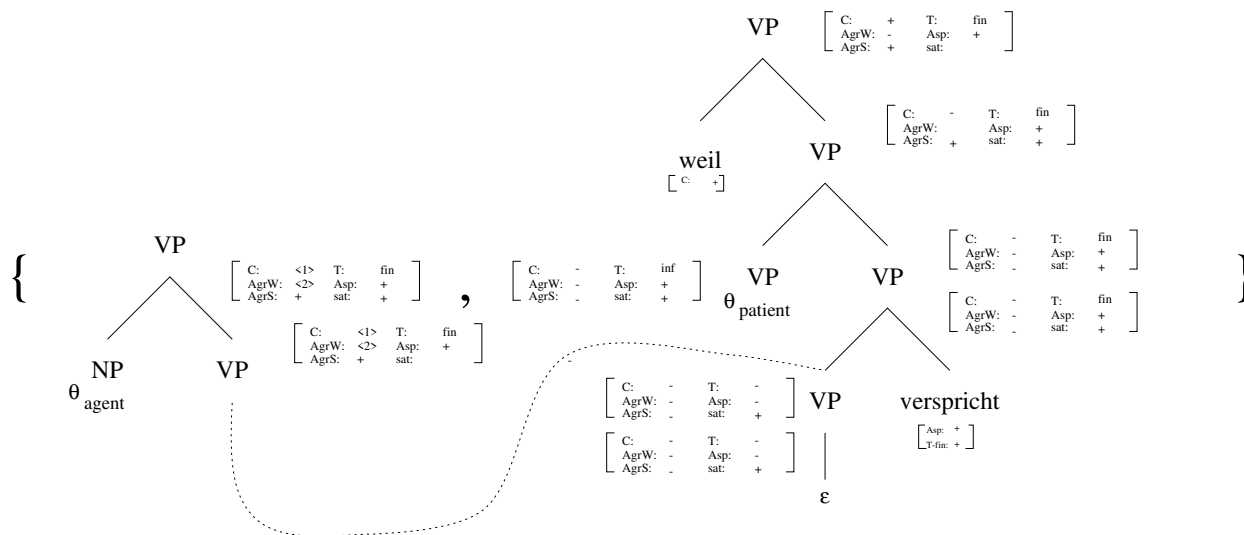 VP
C: + T: fin
AgrW: - Asp: +
AgrS: + sat:
weil
C: +
VP
C: - T: fin
AgrW: Asp: +
AgrS: + sat: +
{
VP
C: <1> T: fin
AgrW: <2> Asp: +
AgrS: + sat: +
NP
θ agent
VP
C: <1> T: fin
AgrW: <2> Asp: +
AgrS: + sat:
,
C: - T: inf
AgrW: - Asp: +
AgrS: - sat: +
VP
θ patient
VP
C: - T: fin
AgrW: - Asp: +
AgrS: - sat: +
C: - T: fin
AgrW: - Asp: +
AgrS: - sat: +
}
C: - T: -
AgrW: - Asp: -
AgrS: - sat: +
VP
C: - T: -
AgrW: - Asp: -
AgrS: - sat: +
ε
verspricht
Asp: +
T-fin: +